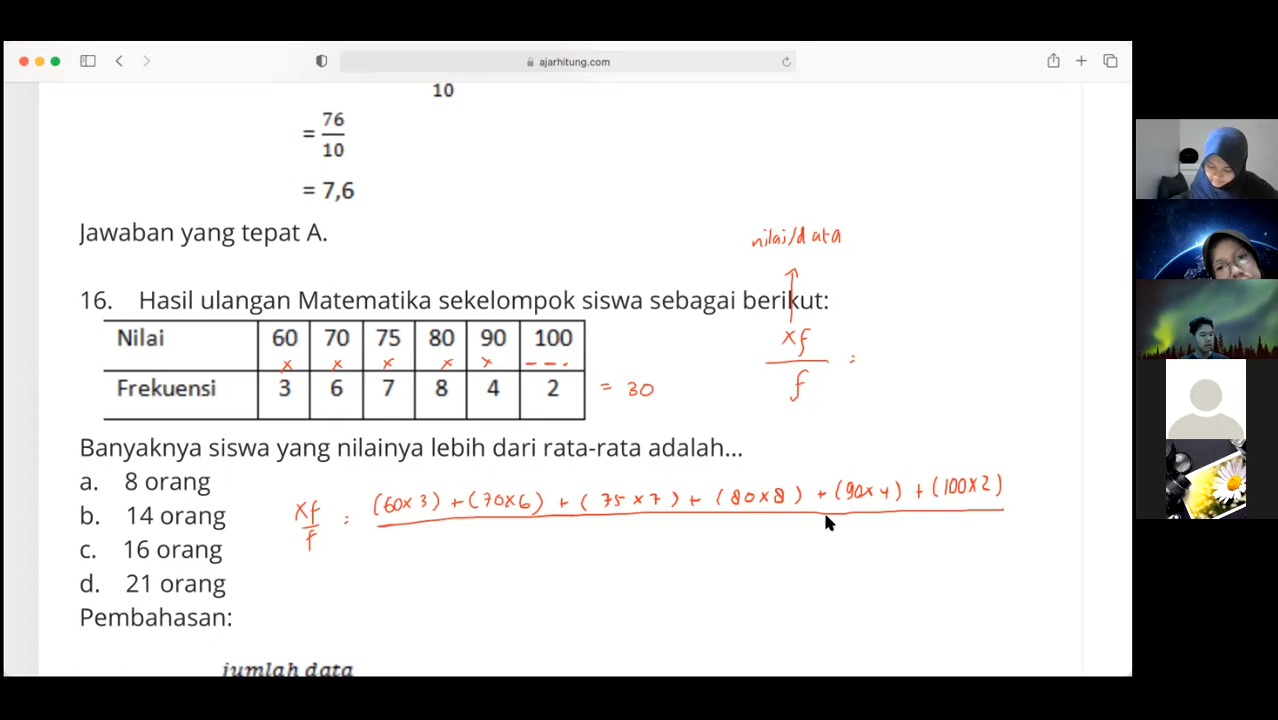 ajarhitung.com
10
= 76
10
= 7,6
Jawaban yang tepat A.
nilai/data
16. Hasil ulangan Matematika sekelompok siswa sebagai berikut:
Nilai 60 70 75 80 90 100
x x x x x ---.
xf
f =
Frekuensi 3 6 7 8 4 2 = 30
Banyaknya siswa yang nilainya lebih dari rata-rata adalah...
a. 8 orang
b. 14 orang
c. 16 orang
d. 21 orang
xf
f = (60x3) + (70x6) + (75x7) + (80x8) + (90x4) + (100x2)
Pembahasan:
jumlah data